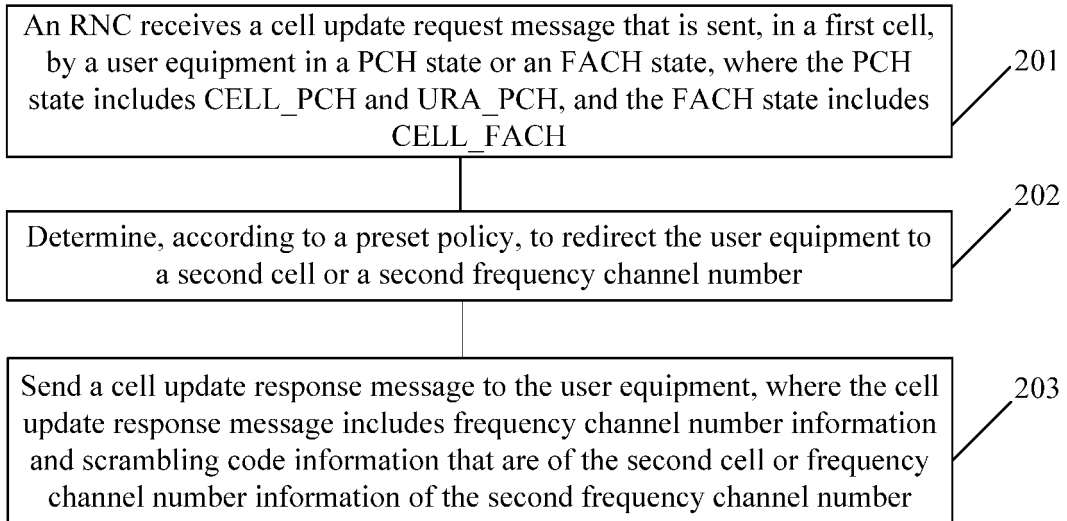 An RNC receives a cell update request message that is sent, in a first cell,
by a user equipment in a PCH state or an FACH state, where the PCH
state includes CELL_PCH and URA_PCH, and the FACH state includes
CELL_FACH
201
202
Determine, according to a preset policy, to redirect the user equipment to
a second cell or a second frequency channel number
Send a cell update response message to the user equipment, where the cell
update response message includes frequency channel number information
and scrambling code information that are of the second cell or frequency
channel number information of the second frequency channel number
203